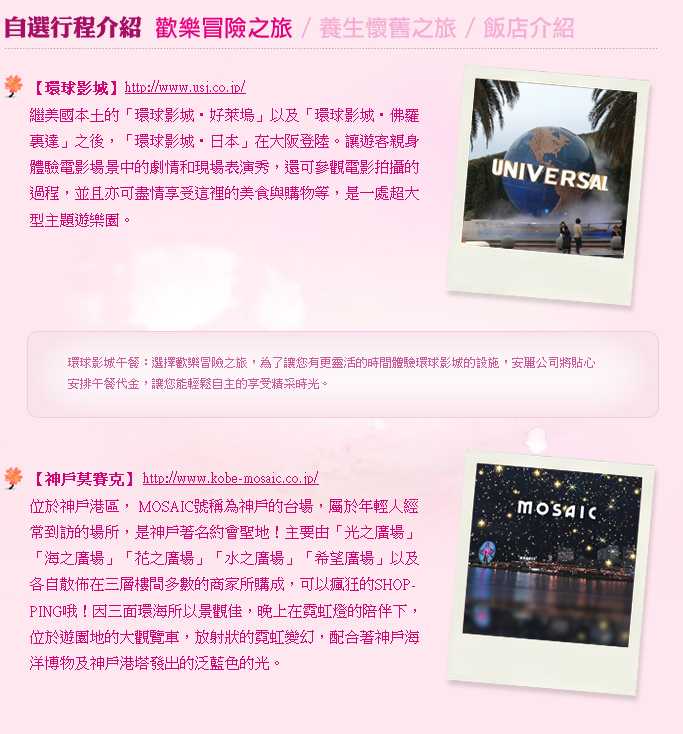 自選行程介紹 歡樂冒險之旅 / 養生懷舊之旅 / 飯店介紹
【環球影城】http://www.usj.co.jp/
繼美國本土的「環球影城‧好萊塢」以及「環球影城‧佛羅
裏達」之後，「環球影城‧日本」在大阪登陸。讓遊客親身
體驗電影場景中的劇情和現場表演秀，還可參觀電影拍攝的
過程，並且亦可盡情享受這裡的美食與購物等，是一處超大
型主題遊樂園。
UNIVERSAL
環球影城午餐：選擇歡樂冒險之旅，為了讓您有更靈活的時間體驗環球影城的設施，安麗公司將貼心
安排午餐代金，讓您能輕鬆自主的享受精采時光。
【神戶莫賽克】http://www.kobe-mosaic.co.jp/
位於神戶港區， MOSAIC號稱為神戶的台場，屬於年輕人經
常到訪的場所，是神戶著名約會聖地！主要由「光之廣場」
「海之廣場」「花之廣場」「水之廣場」「希望廣場」以及
各自散佈在三層樓間多數的商家所購成，可以瘋狂的SHOP-
PING哦！因三面環海所以景觀佳，晚上在霓虹燈的陪伴下，
位於遊園地的大觀覽車，放射狀的霓虹變幻，配合著神戶海
洋博物及神戶港塔發出的泛藍色的光。
MOSAIC